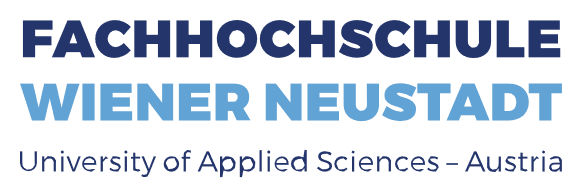 FACHHOCHSCHULE
WIENER NEUSTADT
University of Applied Sciences – Austria